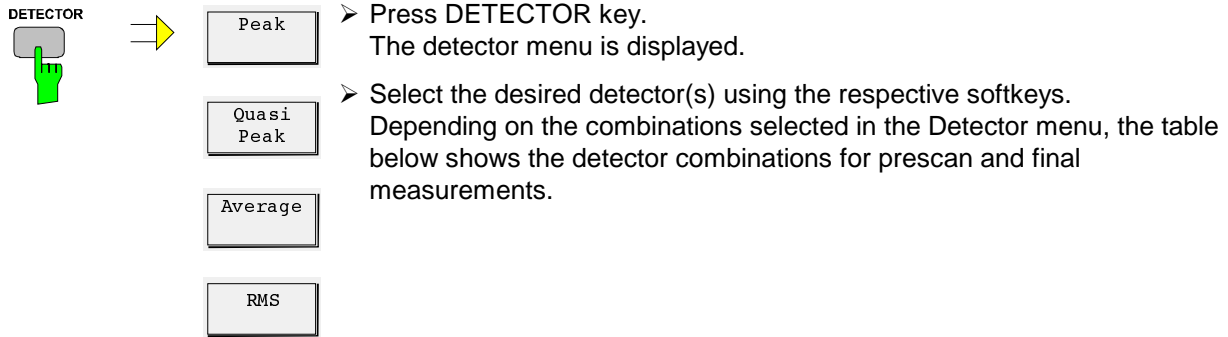 DETECTOR
Peak
Quasi
Peak
Average
RMS
➢ Press DETECTOR key.
The detector menu is displayed.
➢ Select the desired detector(s) using the respective softkeys.
Depending on the combinations selected in the Detector menu, the table
below shows the detector combinations for prescan and final
measurements.